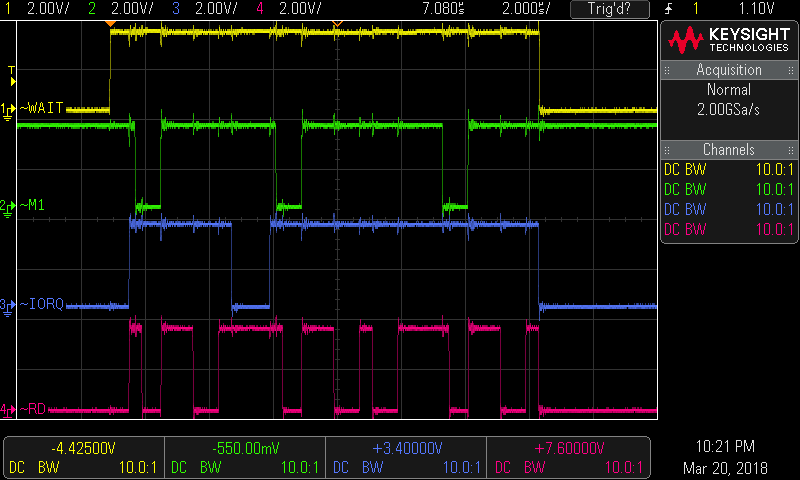 1 2.00V/ 2 2.00V/ 3 2.00V/ 4 2.00V/ 7.080s 2.000s/ Trig'd? 1 1.10V
KEYSIGHT
TECHNOLOGIES
Acquisition
Normal
2.00GSa/s
Channels
DC BW 10.0:1
DC BW 10.0:1
DC BW 10.0:1
DC BW 10.0:1
T
1 ~WAIT
2 ~M1
3 ~IORQ
4 ~RD
-4.42500V -550.00mV +3.40000V +7.60000V
DC BW 10.0:1 DC BW 10.0:1 DC BW 10.0:1 DC BW 10.0:1
10:21 PM
Mar 20, 2018